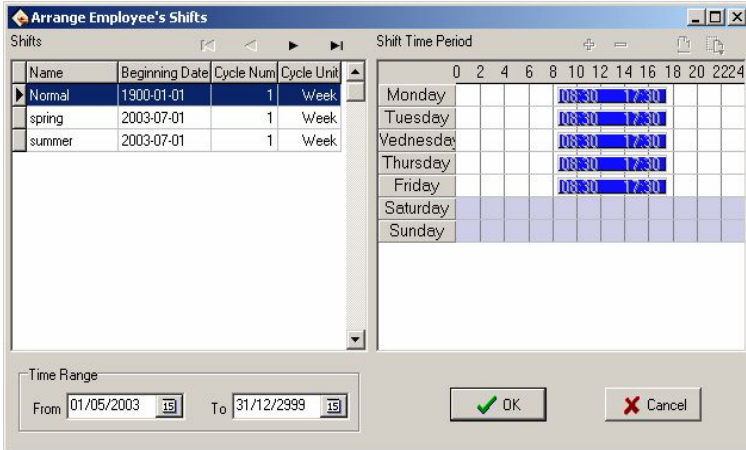 Arrange Employee's Shifts
Shifts
Name Beginning Date Cycle Num Cycle Unit
Normal 1900-01-01 1 Week
spring 2003-07-01 1 Week
summer 2003-07-01 1 Week
Shift Time Period
0 2 4 6 8 10 12 14 16 18 20 2224
Monday 08:30 17:30
Tuesday 08:30 17:30
Wednesday 08:30 17:30
Thursday 08:30 17:30
Friday 08:30 17:30
Saturday
Sunday
Time Range
From 01/05/2003 15 To 31/12/2999 15
OK Cancel